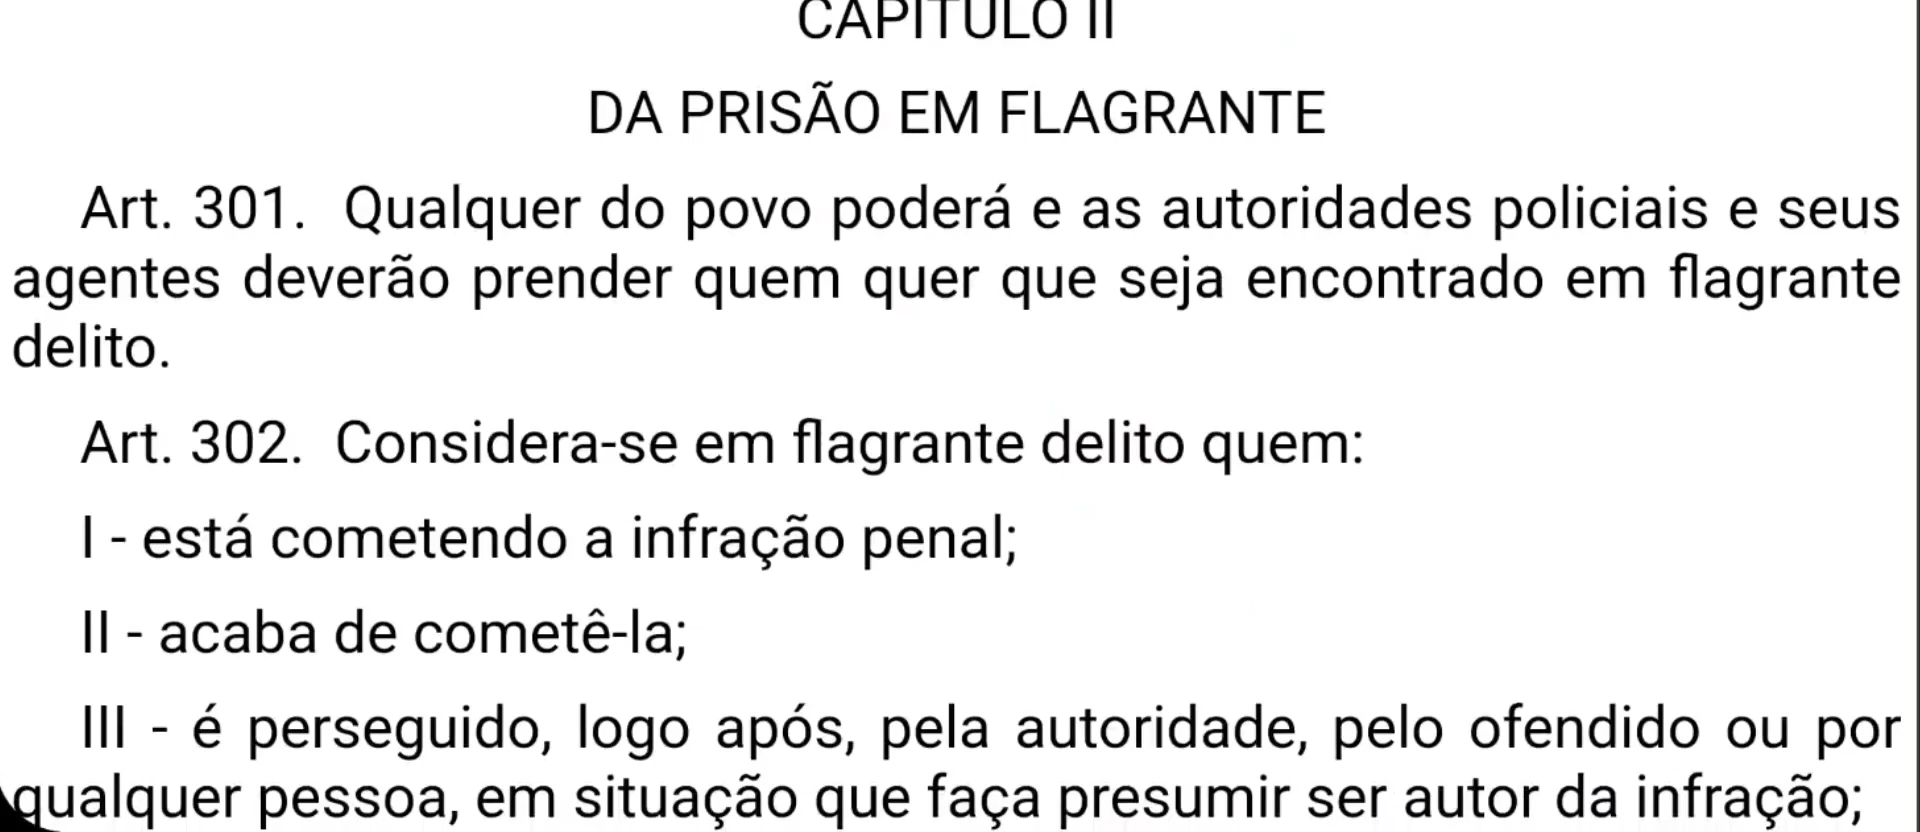 CAPÍTULO II
DA PRISÃO EM FLAGRANTE
Art. 301. Qualquer do povo poderá e as autoridades policiais e seus
agentes deverão prender quem quer que seja encontrado em flagrante
delito.
Art. 302. Considera-se em flagrante delito quem:
I - está cometendo a infração penal;
II - acaba de cometê-la;
III - é perseguido, logo após, pela autoridade, pelo ofendido ou por
qualquer pessoa, em situação que faça presumir ser autor da infração;